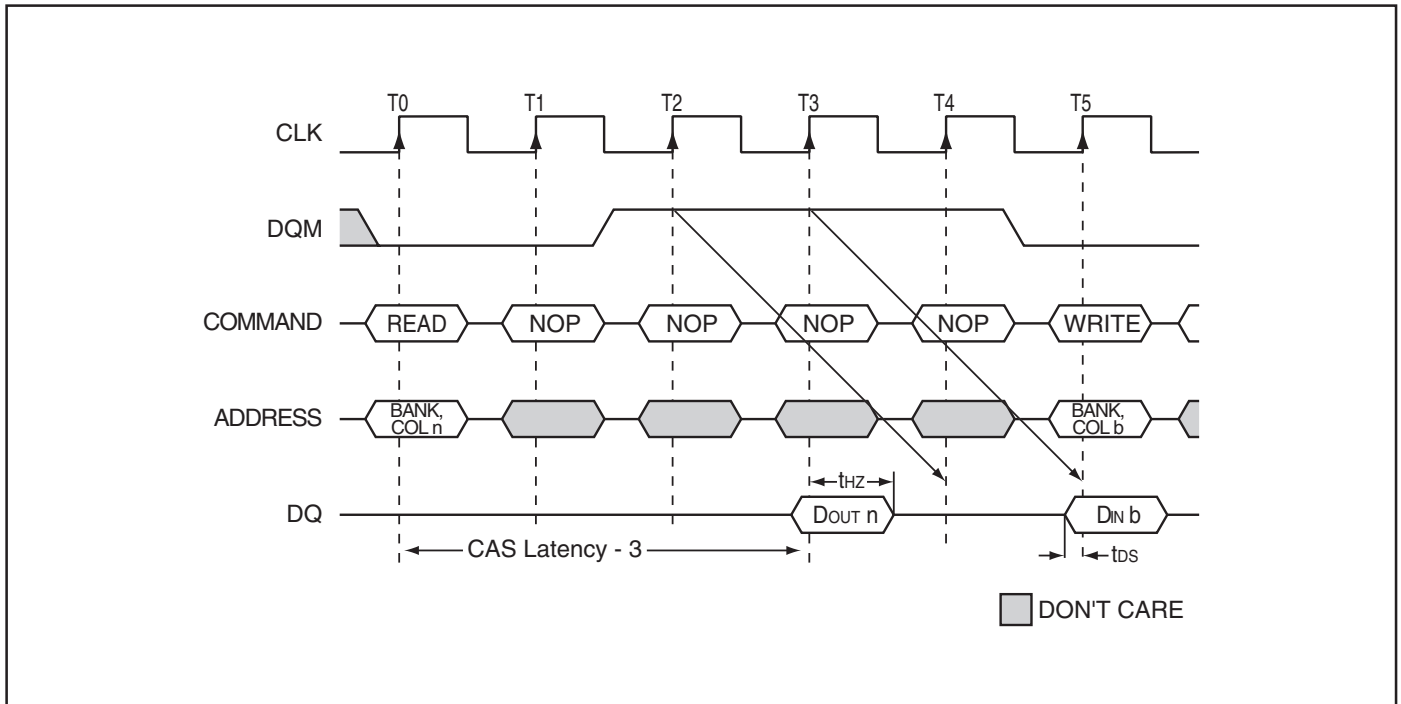 T0 T1 T2 T3 T4 T5
CLK
DQM
COMMAND READ NOP NOP NOP NOP WRITE
ADDRESS BANK, COL n BANK, COL b
tHZ
DQ DOUT n DIN b
CAS Latency - 3 tDS
DON'T CARE